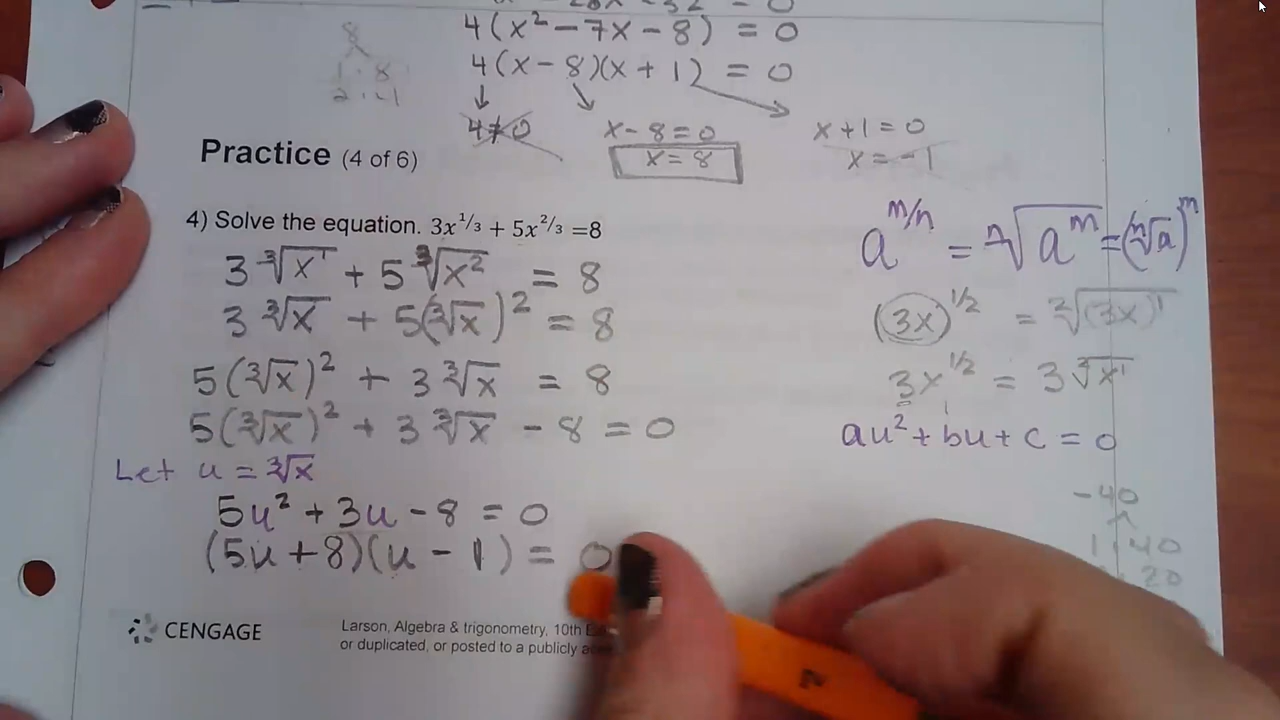 4(x² − 7x − 8) = 0
8
4(x − 8)(x + 1) = 0
1 · 8
4 ≠ 0
x − 8 = 0
x + 1 = 0
x = 8
x = −1
Practice (4 of 6)
4) Solve the equation. 3x^1/3 + 5x^2/3 =8
a^m/n = ⁿ√a^m = (ⁿ√a)^m
3 ³√x¹ + 5 ³√x² = 8
(3x)^1/2 = ²√(3x)¹
3 ³√x + 5(³√x)² = 8
3x^1/2 = 3 ³√x¹
5(³√x)² + 3 ³√x = 8
5(³√x)² + 3 ³√x − 8 = 0
au² + bu + c = 0
Let u = ³√x
5u² + 3u − 8 = 0
−40
(5u + 8)(u − 1) = 0
1 · 40
20
CENGAGE
Larson, Algebra & trigonometry, 10th
or duplicated, or posted to a publicly